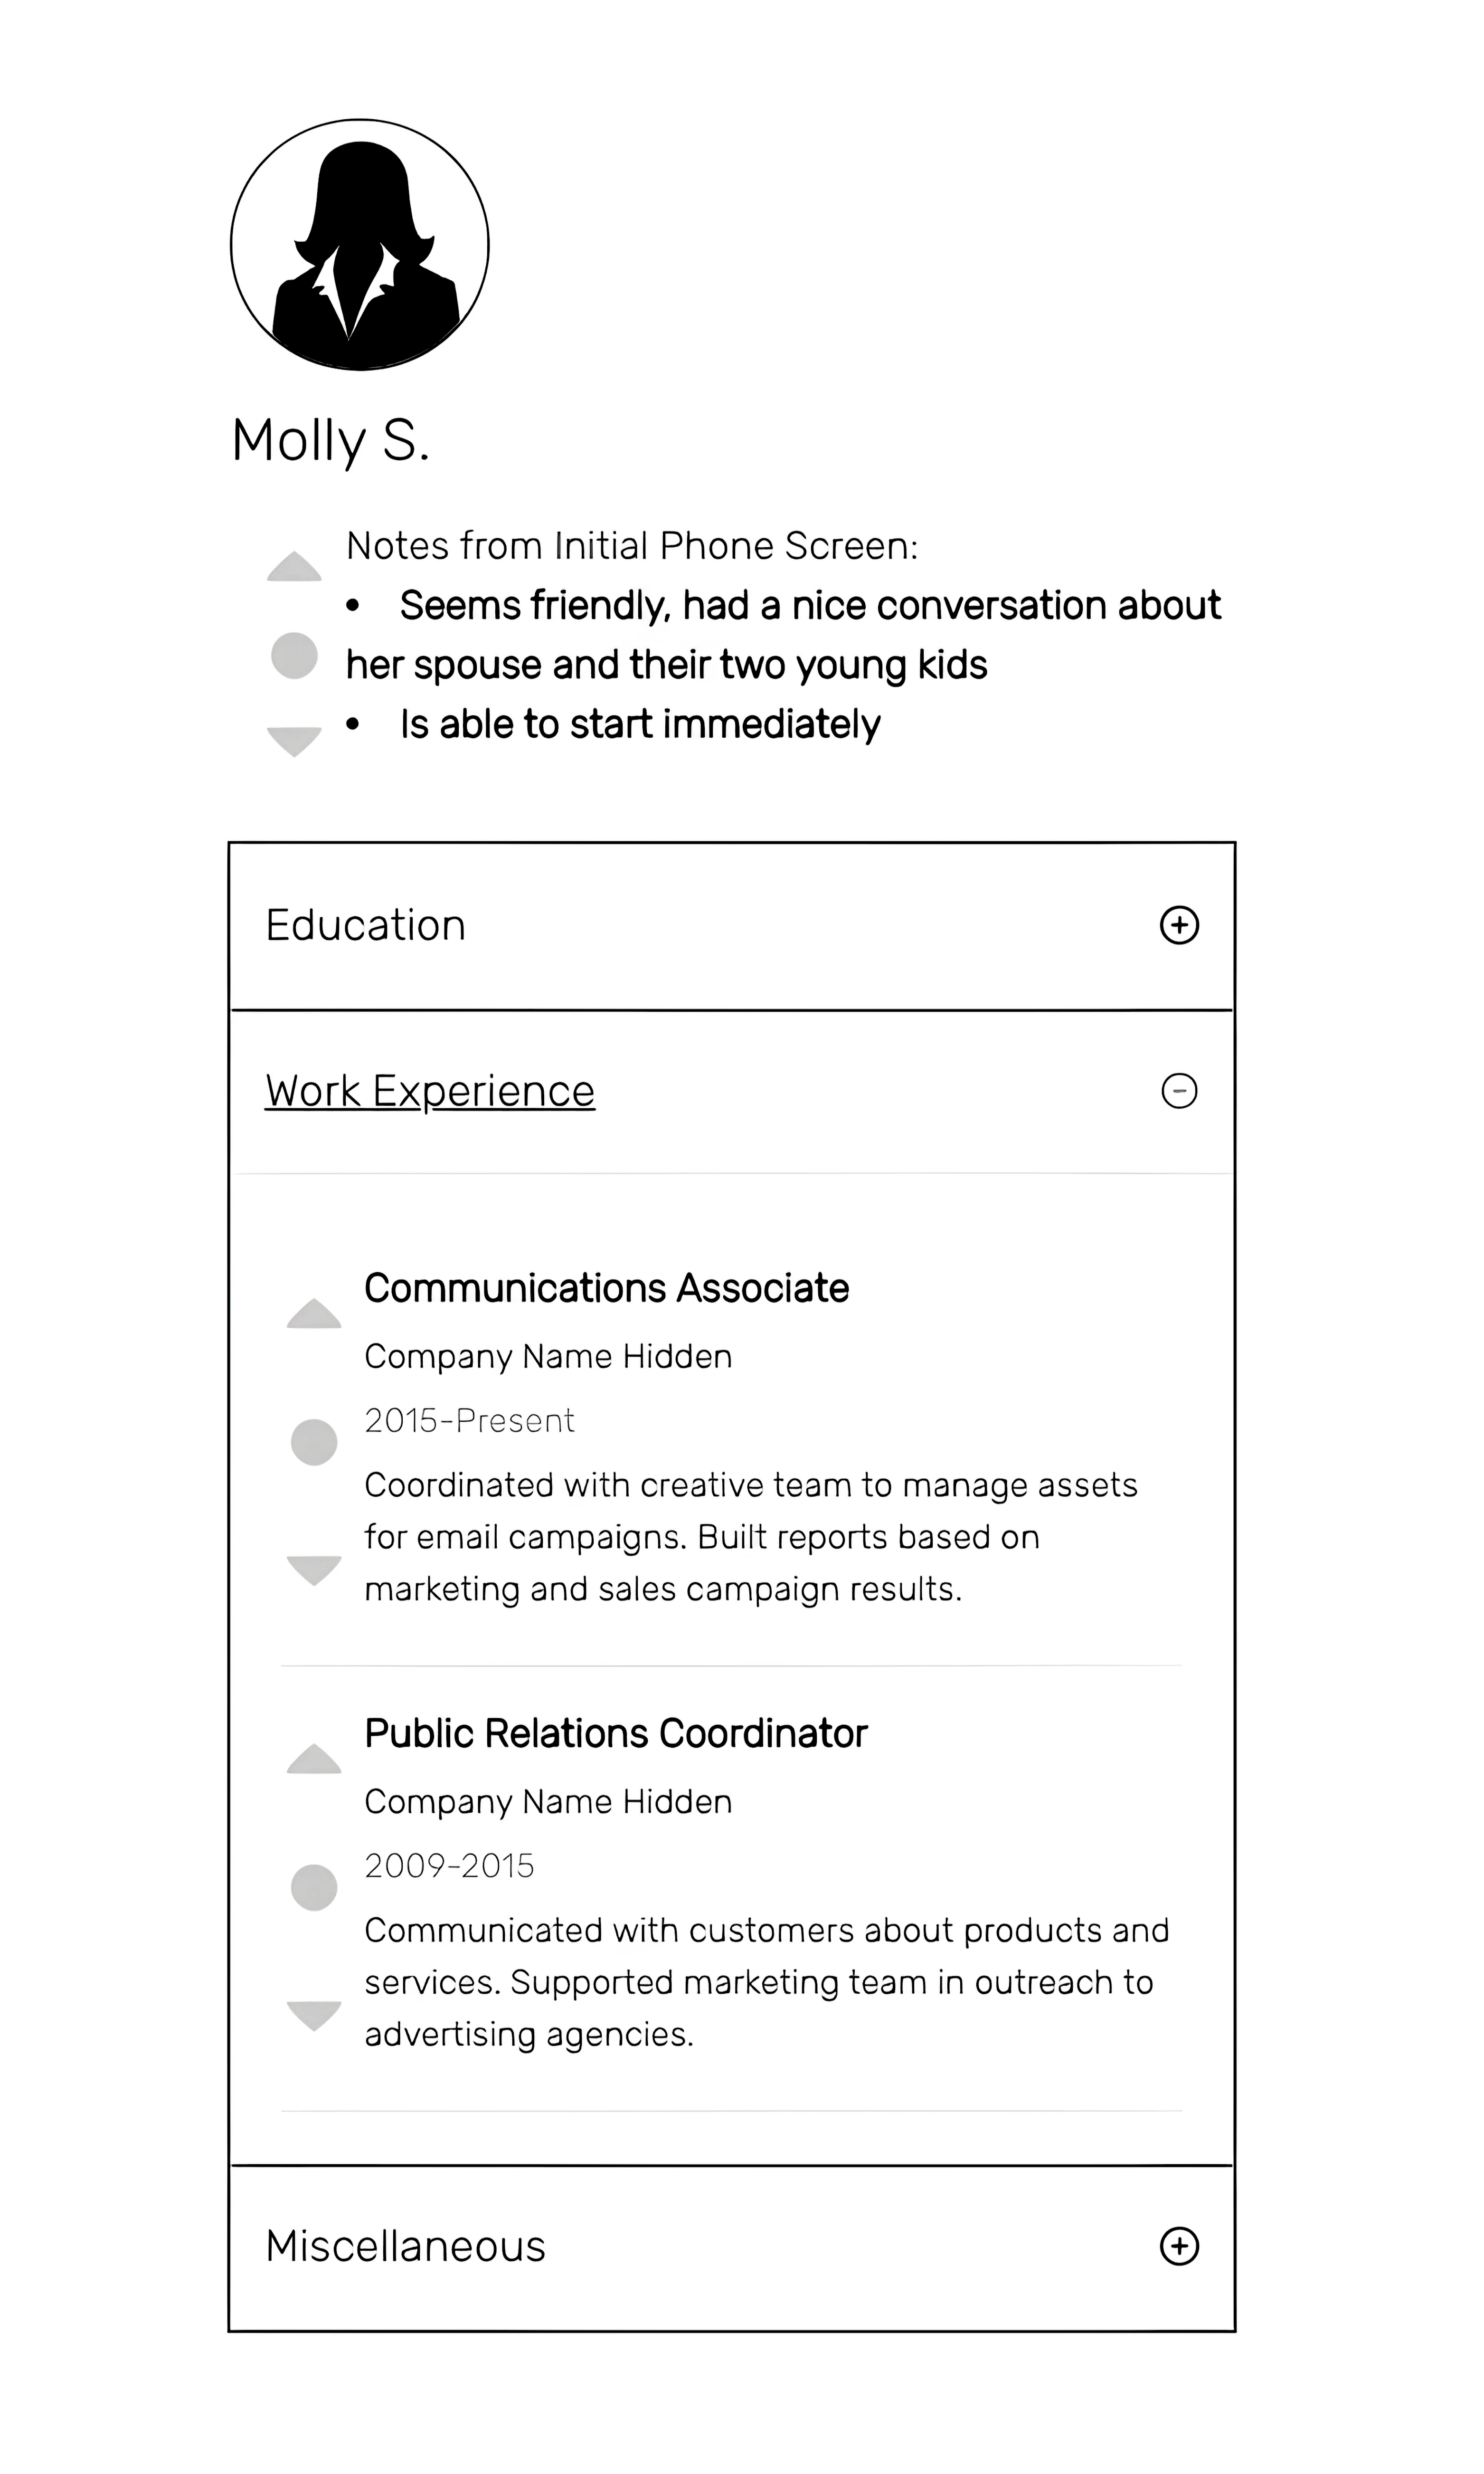 Molly S.
Notes from Initial Phone Screen:
• Seems friendly, had a nice conversation about
her spouse and their two young kids
• Is able to start immediately
Education
Work Experience
Communications Associate
Company Name Hidden
2015-Present
Coordinated with creative team to manage assets
for email campaigns. Built reports based on
marketing and sales campaign results.
Public Relations Coordinator
Company Name Hidden
2009-2015
Communicated with customers about products and
services. Supported marketing team in outreach to
advertising agencies.
Miscellaneous